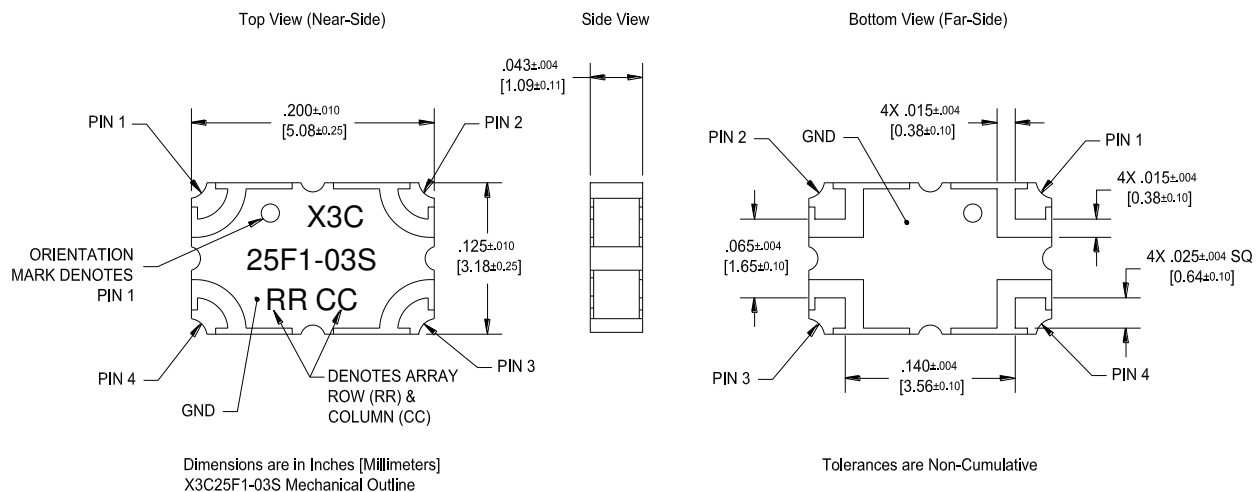 Top View (Near-Side)
Side View
Bottom View (Far-Side)
.043±.004
[1.09±0.11]
.200±.010
[5.08±0.25]
PIN 1
PIN 2
4X .015±.004
[0.38±0.10]
PIN 2
GND
PIN 1
4X .015±.004
[0.38±0.10]
X3C
25F1-03S
RR CC
ORIENTATION
MARK DENOTES
PIN 1
.125±.010
[3.18±0.25]
.065±.004
[1.65±0.10]
4X .025±.004 SQ
[0.64±0.10]
PIN 4
PIN 3
GND
DENOTES ARRAY
ROW (RR) &
COLUMN (CC)
PIN 3
.140±.004
[3.56±0.10]
PIN 4
Dimensions are in Inches [Millimeters]
X3C25F1-03S Mechanical Outline
Tolerances are Non-Cumulative